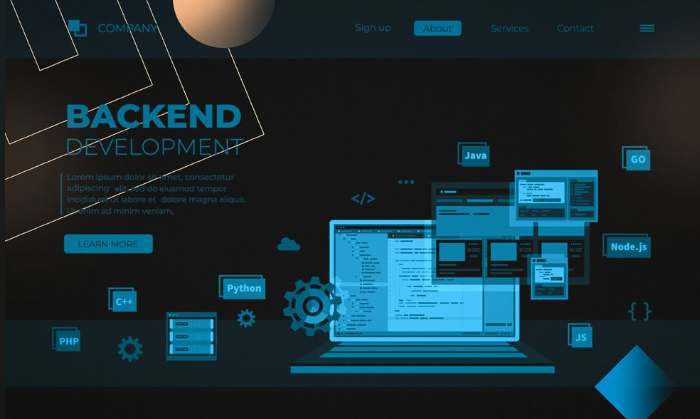 COMPANY
Sign up
About
Services
Contact
BACKEND
DEVELOPMENT
Lorem ipsum dolor sit amet, consectetur
adipiscing elit, sed do eiusmod tempor
incididunt ut labore et dolore magna aliqua.
Ut enim ad minim veniam,
LEARN MORE
Java
GO
</>
Node.js
Python
C++
{ }
PHP
JS